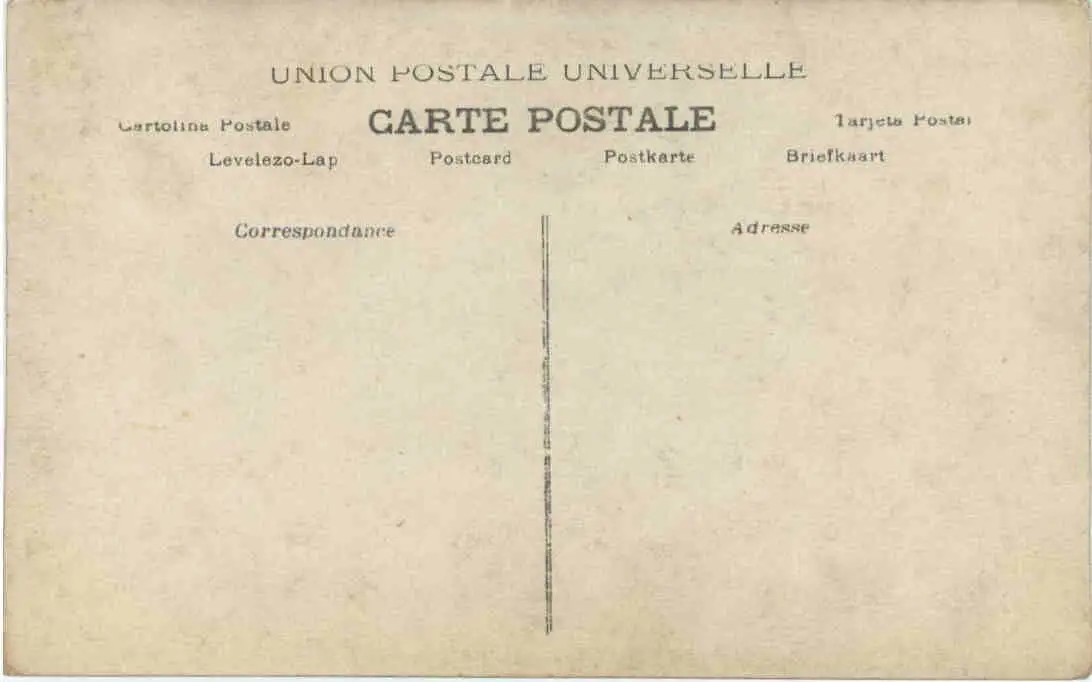 UNION POSTALE UNIVERSELLE
Cartolina Postale CARTE POSTALE Tarjeta Postal
Levelezo-Lap Postcard Postkarte Briefkaart
Correspondance Adresse